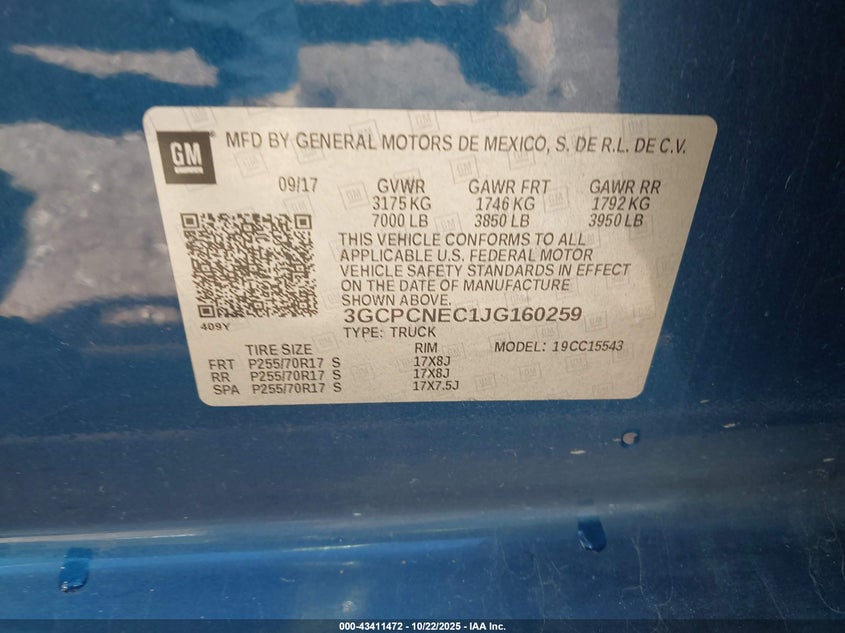 GM
MFD BY GENERAL MOTORS DE MEXICO, S. DE R.L. DE C.V.
09/17 GVWR GAWR FRT GAWR RR
3175 KG 1746 KG 1792 KG
7000 LB 3850 LB 3950 LB
THIS VEHICLE CONFORMS TO ALL
APPLICABLE U.S. FEDERAL MOTOR
VEHICLE SAFETY STANDARDS IN EFFECT
ON THE DATE OF MANUFACTURE
SHOWN ABOVE.
409Y
3GCPCNEC1JG160259
TYPE: TRUCK
TIRE SIZE RIM MODEL: 19CC15543
FRT P255/70R17 S 17X8J
RR P255/70R17 S 17X8J
SPA P255/70R17 S 17X7.5J
000-43411472 - 10/22/2025 - IAA Inc.